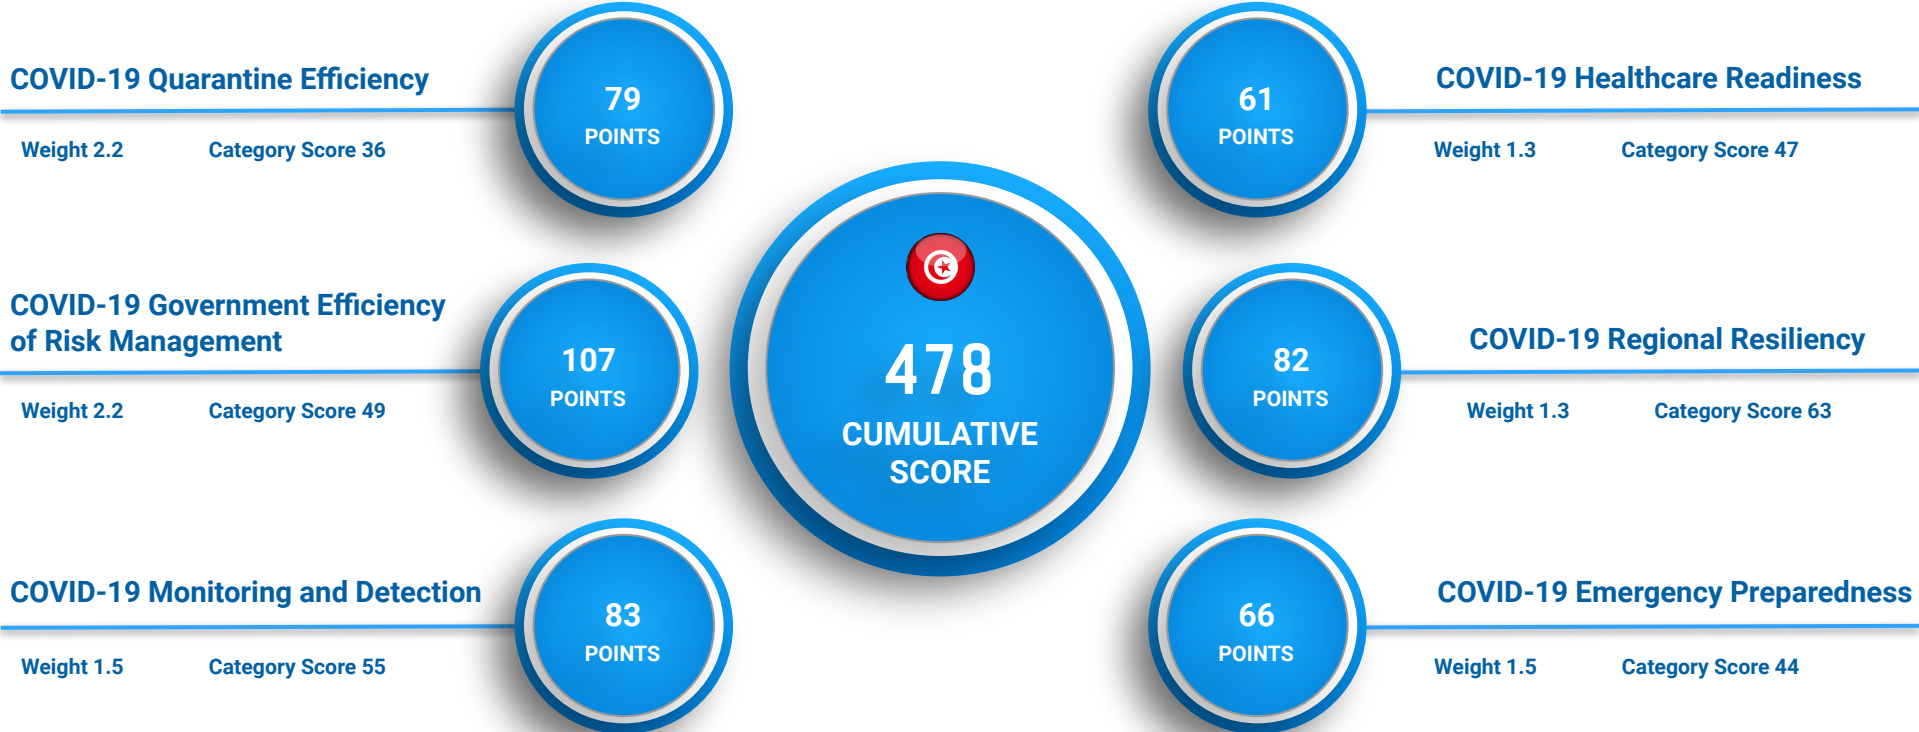 COVID-19 Quarantine Efficiency
Weight 2.2 Category Score 36
79
POINTS
COVID-19 Government Efficiency
of Risk Management
Weight 2.2 Category Score 49
107
POINTS
COVID-19 Monitoring and Detection
Weight 1.5 Category Score 55
83
POINTS
478
CUMULATIVE
SCORE
61
POINTS
COVID-19 Healthcare Readiness
Weight 1.3 Category Score 47
82
POINTS
COVID-19 Regional Resiliency
Weight 1.3 Category Score 63
66
POINTS
COVID-19 Emergency Preparedness
Weight 1.5 Category Score 44